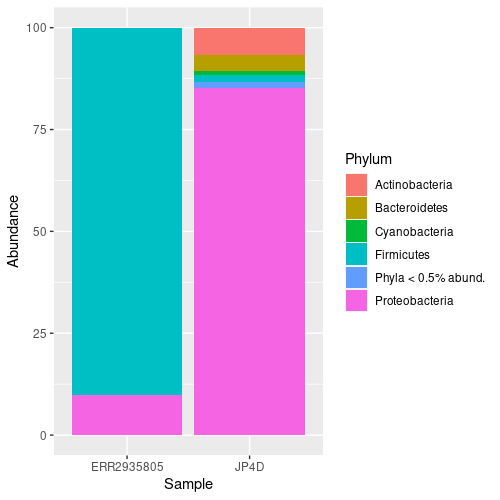 100
75
50
25
0
Abundance
ERR2935805
JP4D
Sample
Phylum
Actinobacteria
Bacteroidetes
Cyanobacteria
Firmicutes
Phyla < 0.5% abund.
Proteobacteria